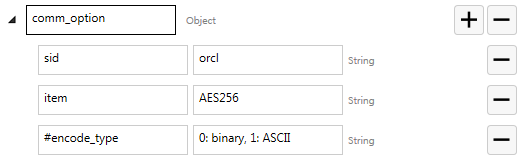 comm_option Object
sid orcl String
item AES256 String
#encode_type 0: binary, 1: ASCII String